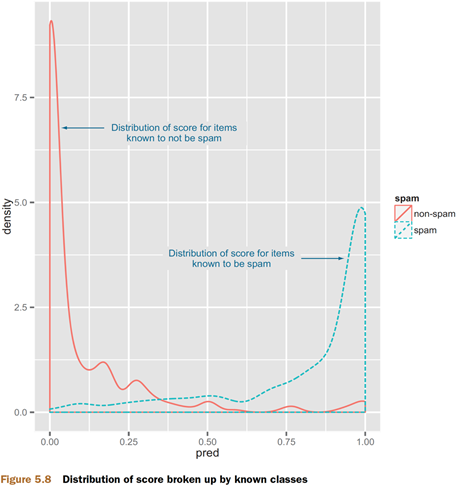 7.5
5.0
2.5
0.0
density
Distribution of score for items
known to not be spam
Distribution of score for items
known to be spam
spam
non-spam
spam
0.00
0.25
0.50
0.75
1.00
pred
Figure 5.8 Distribution of score broken up by known classes